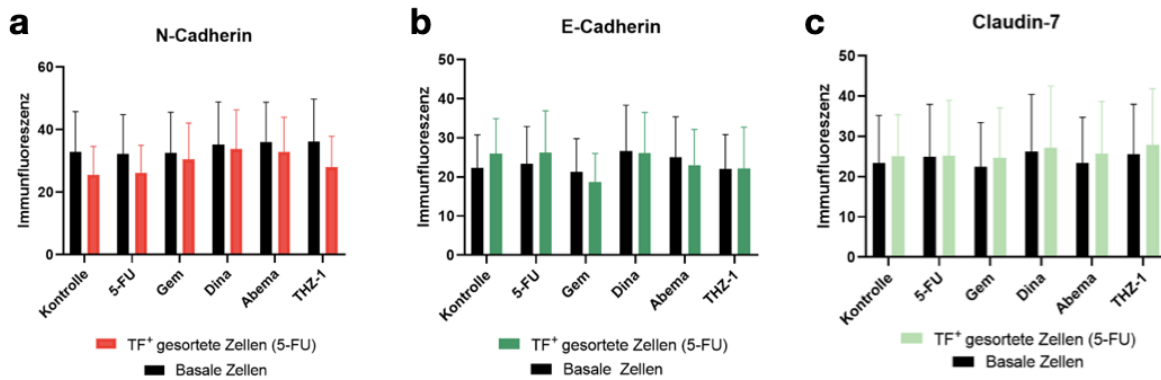 a
N-Cadherin
Immunfluoreszenz
60
40
20
0
Kontrolle
5-FU
Gem
Dina
Abema
THZ-1
TF⁺ gesortete Zellen (5-FU)
Basale Zellen
b
E-Cadherin
Immunfluoreszenz
50
40
30
20
10
0
Kontrolle
5-FU
Gem
Dina
Abema
THZ-1
TF⁺ gesortete Zellen (5-FU)
Basale Zellen
c
Claudin-7
Immunfluoreszenz
50
40
30
20
10
0
Kontrolle
5-FU
Gem
Dina
Abema
THZ-1
TF⁺ gesortete Zellen (5-FU)
Basale Zellen